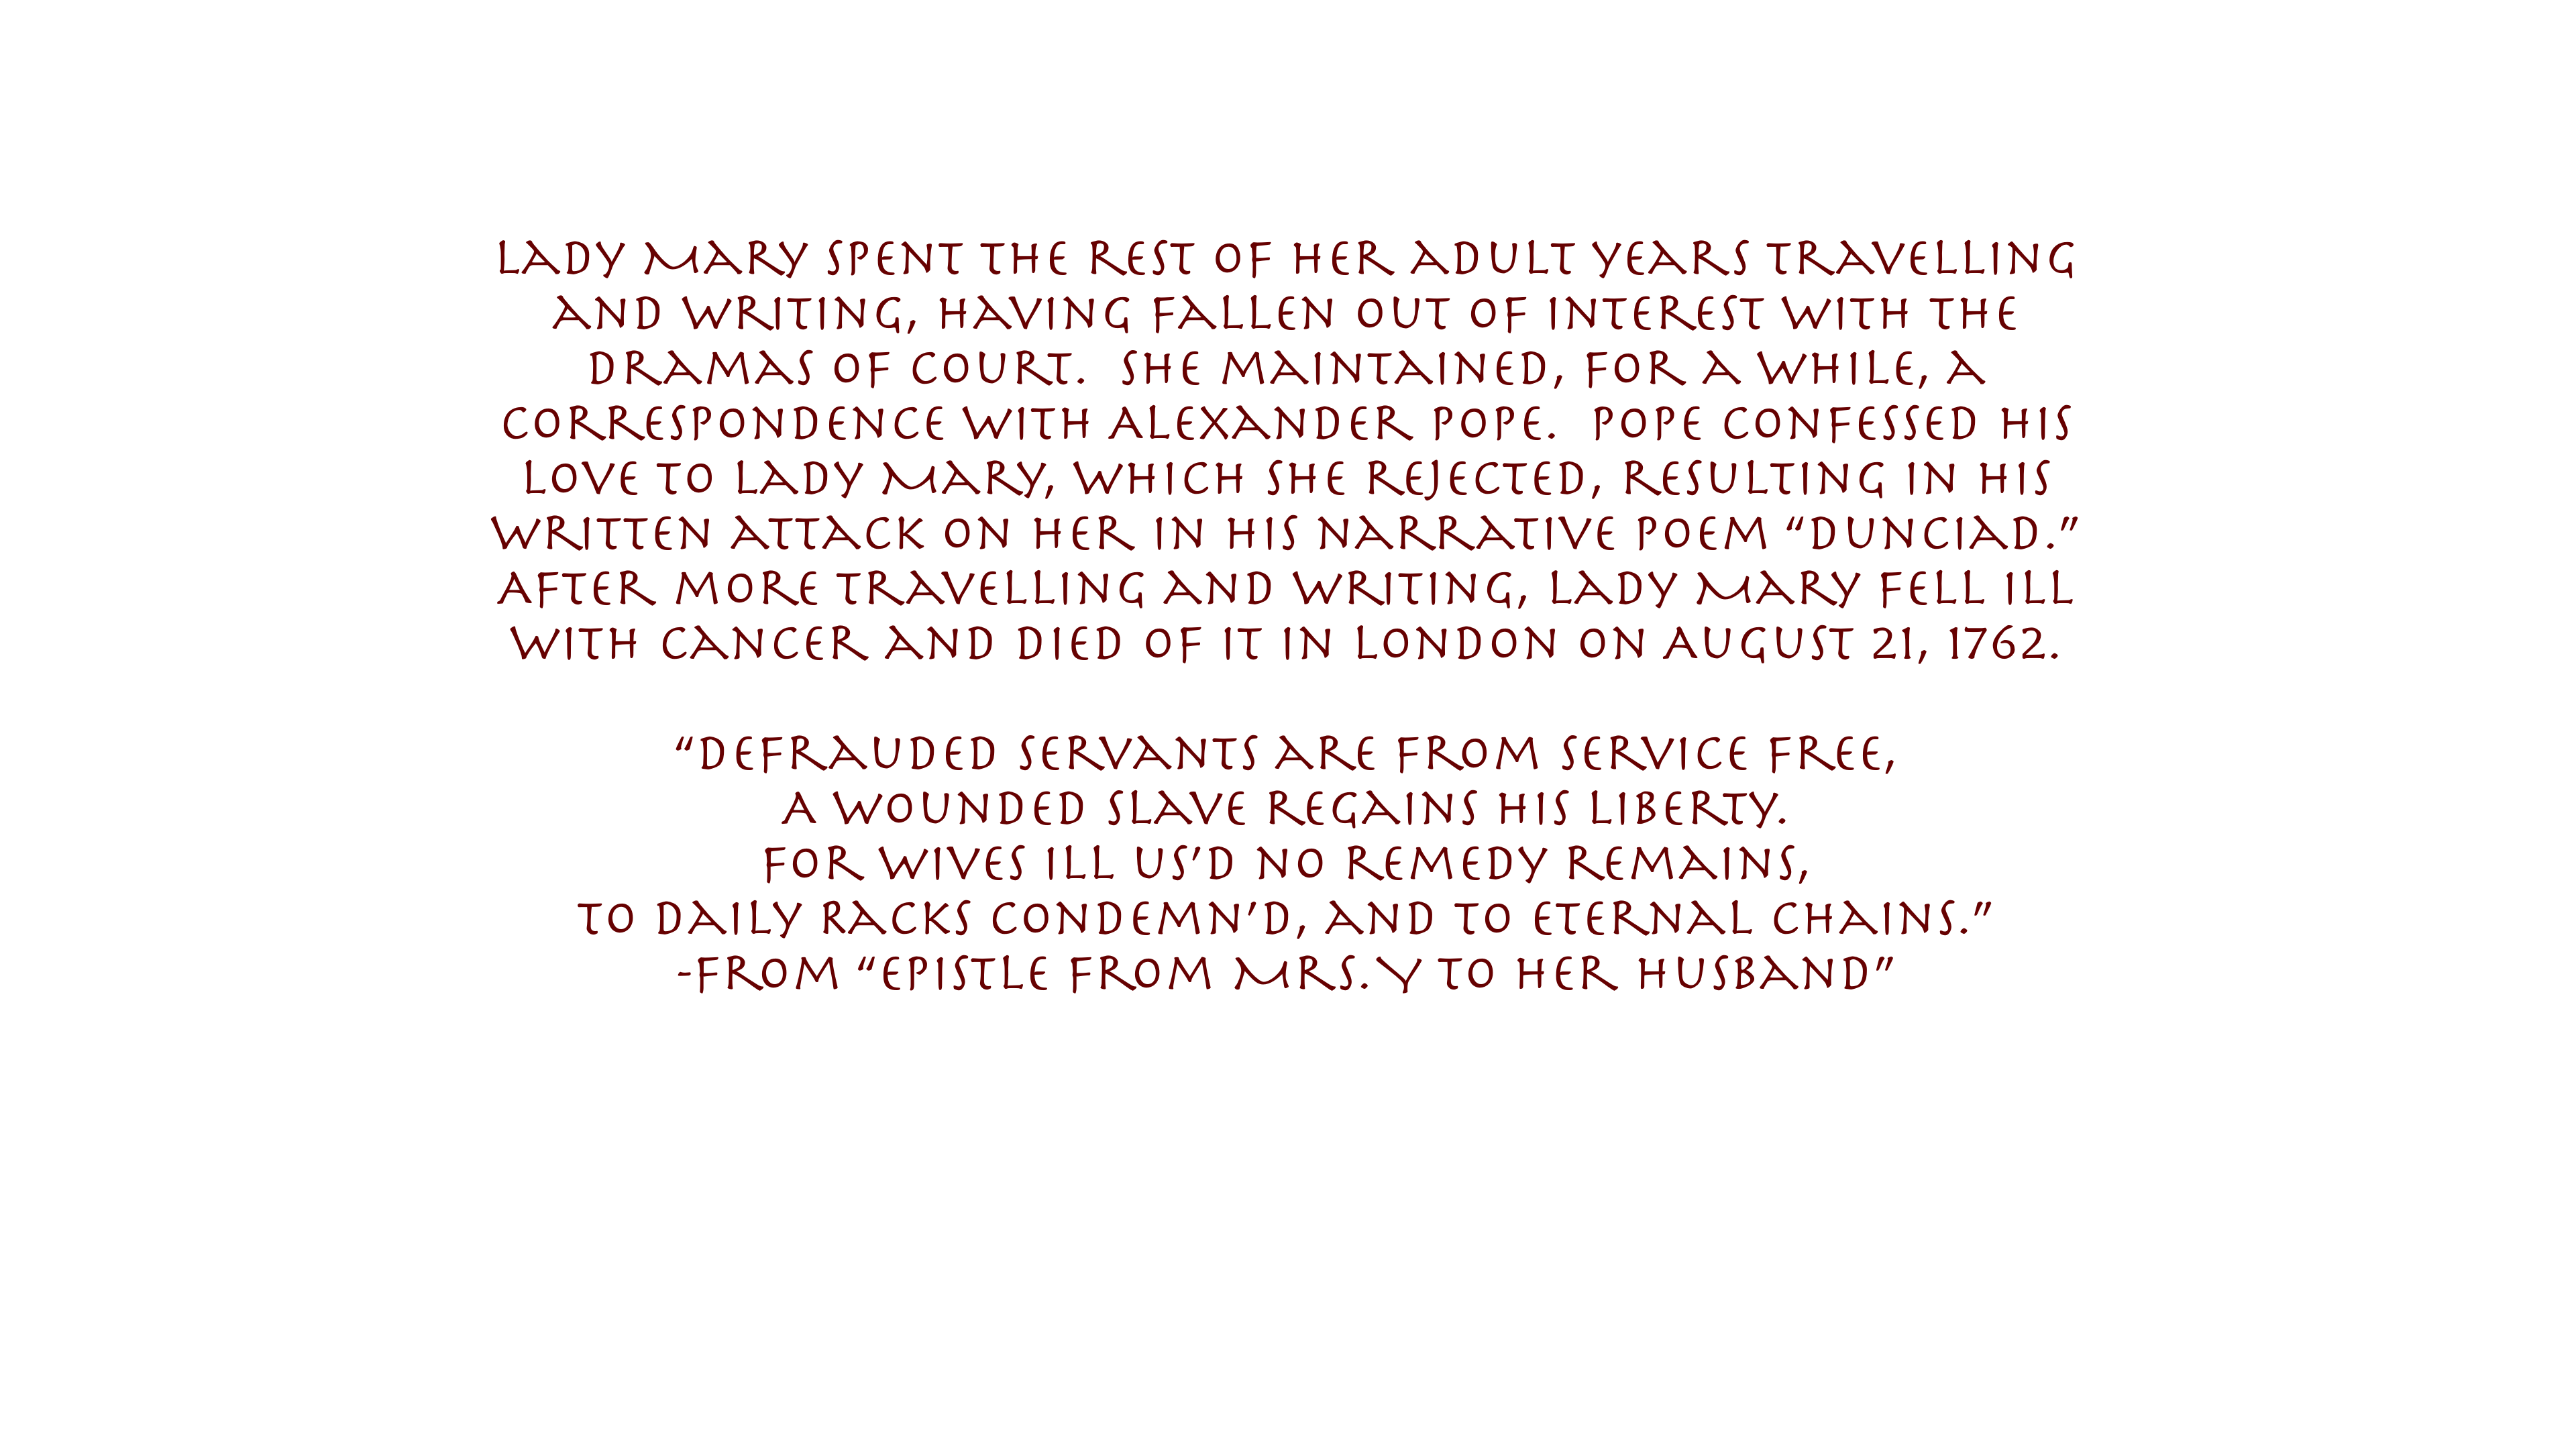 Lady Mary spent the rest of her adult years travelling
and writing, having fallen out of interest with the
dramas of court.  She maintained, for a while, a
correspondence with Alexander Pope.  Pope confessed his
love to Lady Mary, which she rejected, resulting in his
written attack on her in his narrative poem “Dunciad.”
After more travelling and writing, Lady Mary fell ill
with cancer and died of it in London on August 21, 1762.
“Defrauded servants are from service free,
A wounded slave regains his liberty.
For wives ill us’d no remedy remains,
To daily racks condemn’d, and to eternal chains.”
-From “Epistle from Mrs. Y to her Husband”